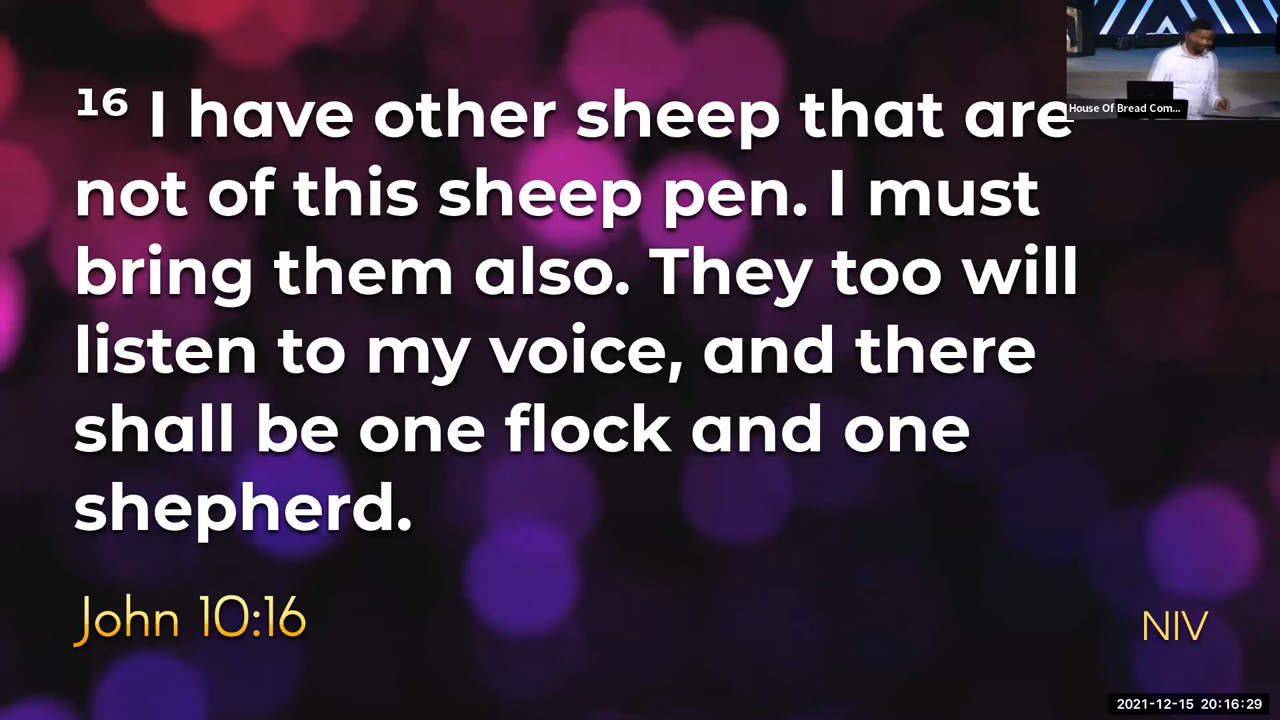 ¹⁶ I have other sheep that are
not of this sheep pen. I must
bring them also. They too will
listen to my voice, and there
shall be one flock and one
shepherd.
John 10:16
NIV
House Of Bread Com...
2021-12-15 20:16:29